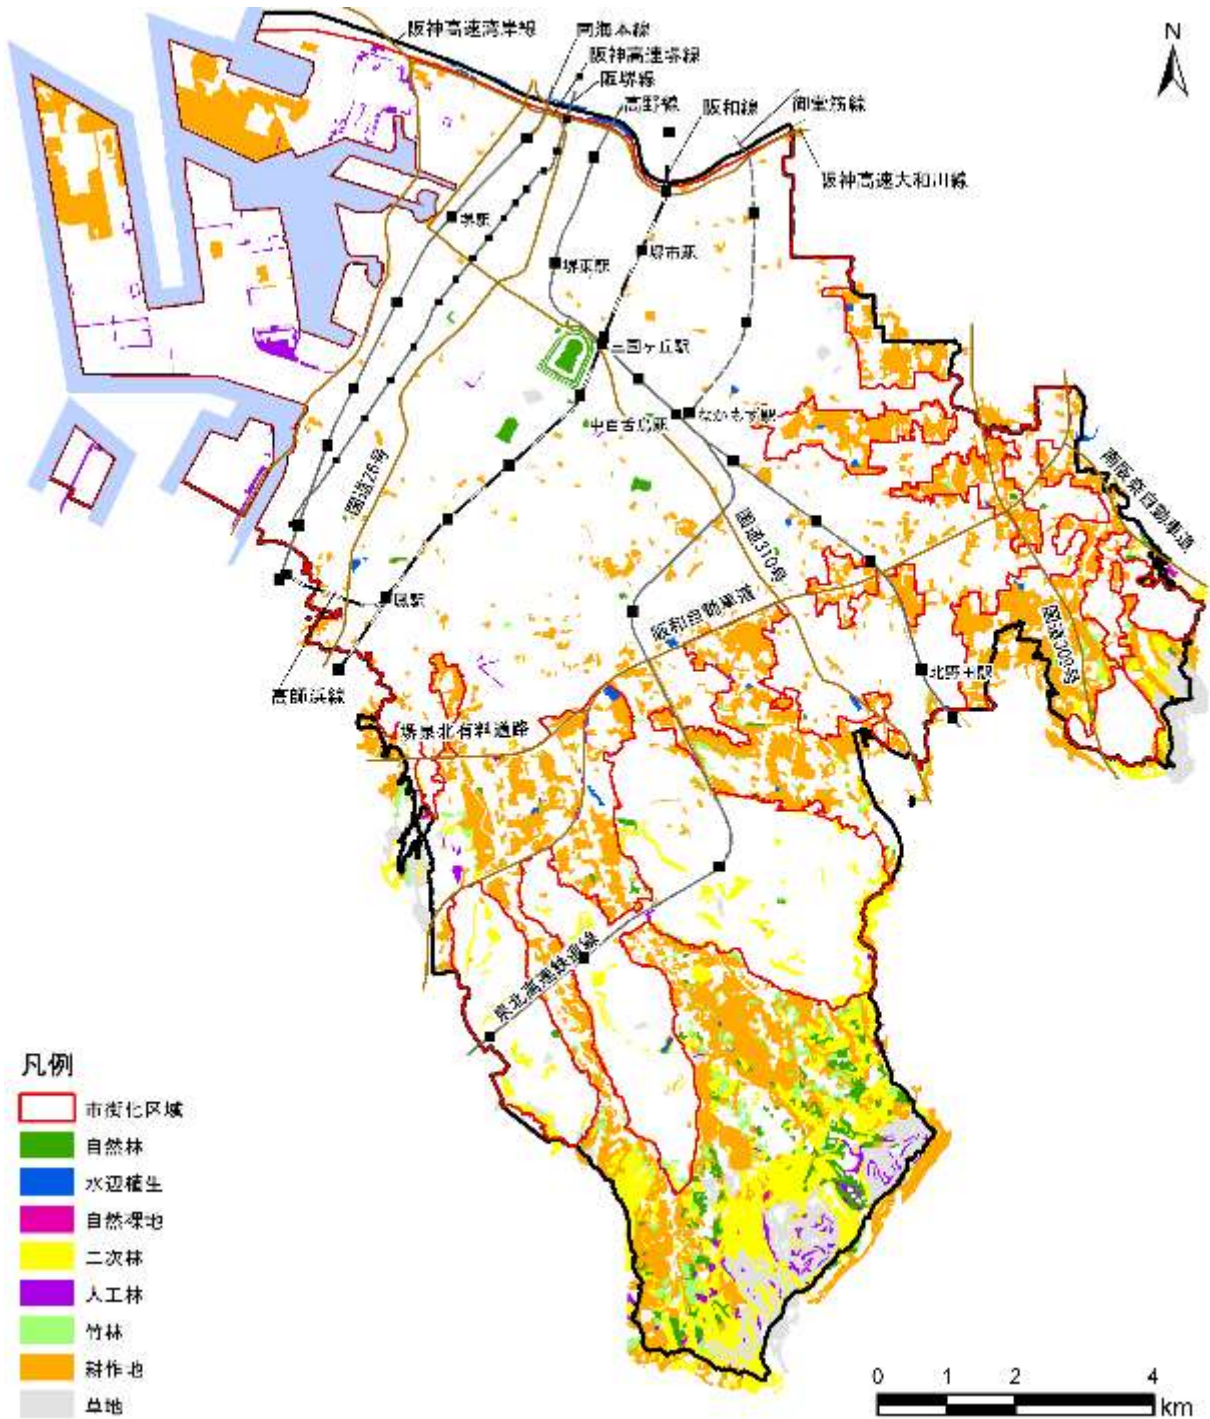 阪神高速湾岸線
南海本線
阪神高速堺線
阪堺線
高野線
阪和線
御堂筋線
N
阪神高速大和川線
堺駅
堺東駅
堺市駅
三国ヶ丘駅
中百舌鳥駅
なかもず駅
国道26号
南阪奈自動車道
国道310号
鳳駅
阪和自動車道
国道309号
北野田駅
高師浜線
堺泉北有料道路
泉北高速鉄道線
凡例
市街化区域
自然林
水辺植生
自然裸地
二次林
人工林
竹林
耕作地
草地
0 1 2 4
km